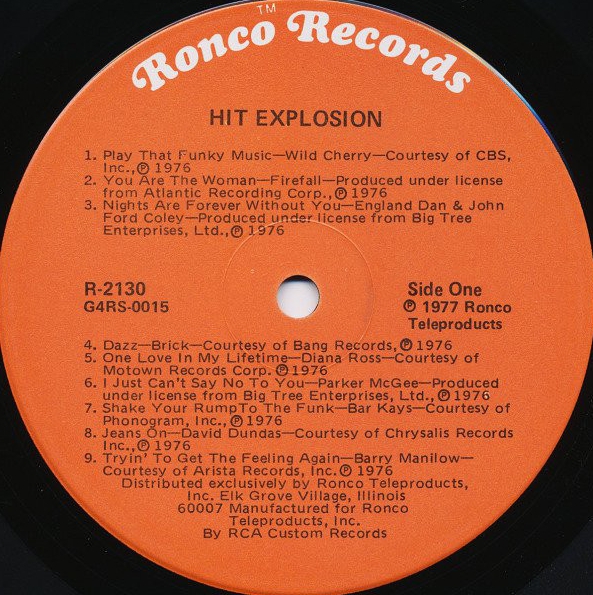 TM
Ronco Records
HIT EXPLOSION
1. Play That Funky Music—Wild Cherry—Courtesy of CBS,
Inc.,℗ 1976
2. You Are The Woman—Firefall—Produced under license
from Atlantic Recording Corp.,℗ 1976
3. Nights Are Forever Without You—England Dan & John
Ford Coley—Produced under license from Big Tree
Enterprises, Ltd.,℗ 1976
R-2130
G4RS-0015
Side One
℗ 1977 Ronco
Teleproducts
4. Dazz—Brick—Courtesy of Bang Records,℗ 1976
5. One Love In My Lifetime—Diana Ross—Courtesy of
Motown Records Corp. ℗ 1976
6. I Just Can't Say No To You—Parker McGee—Produced
under license from Big Tree Enterprises, Ltd.,℗ 1976
7. Shake Your RumpTo The Funk—Bar Kays—Courtesy of
Phonogram, Inc.,℗ 1976
8. Jeans On—David Dundas—Courtesy of Chrysalis Records
Inc.,℗ 1976
9. Tryin' To Get The Feeling Again—Barry Manilow—
Courtesy of Arista Records, Inc.℗ 1976
Distributed exclusively by Ronco Teleproducts,
Inc. Elk Grove Village, Illinois
60007 Manufactured for Ronco
Teleproducts, Inc.
By RCA Custom Records